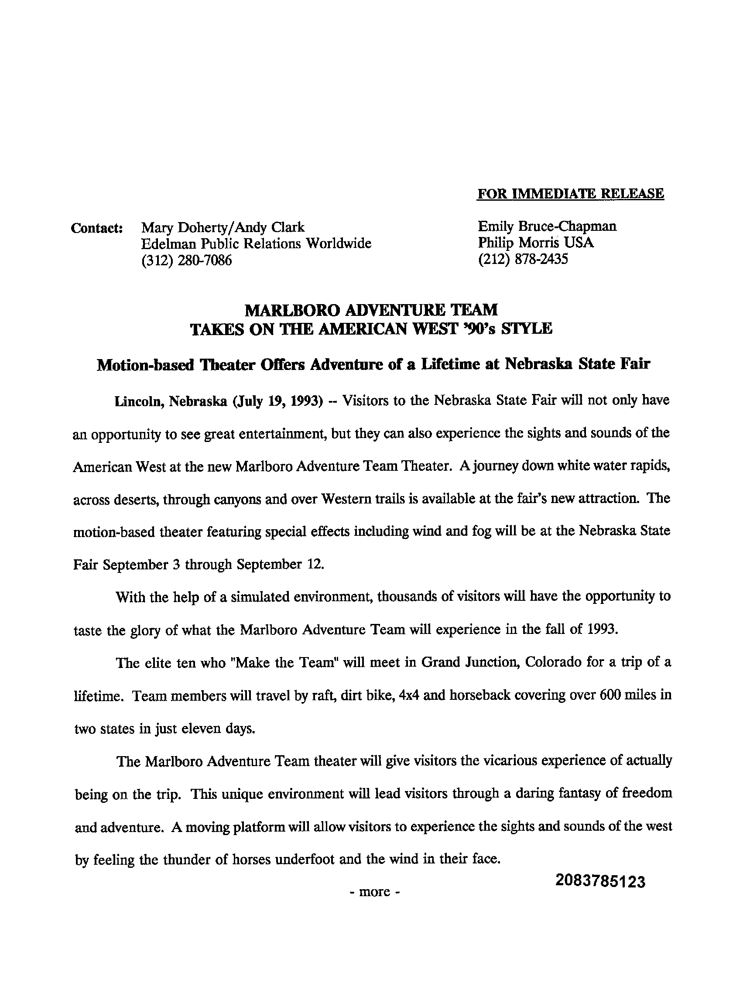 FOR IMMEDIATE RELEASE
Contact: Mary Doherty/Andy Clark Emily Bruce-Chapman
Edelman Public Relations Worldwide Philip Morris USA
(312) 280-7086 (212) 878-2435
MARLBORO ADVENTURE TEAM
TAKES ON THE AMERICAN WEST '90's STYLE
Motion-based Theater Offers Adventure of a Lifetime at Nebraska State Fair
Lincoln, Nebraska (July 19, 1993) -- Visitors to the Nebraska State Fair will not only have
an opportunity to see great entertainment, but they can also experience the sights and sounds of the
American West at the new Marlboro Adventure Team Theater. A journey down white water rapids,
across deserts, through canyons and over Western trails is available at the fair's new attraction. The
motion-based theater featuring special effects including wind and fog will be at the Nebraska State
Fair September 3 through September 12.
With the help of a simulated environment, thousands of visitors will have the opportunity to
taste the glory of what the Marlboro Adventure Team will experience in the fall of 1993.
The elite ten who "Make the Team" will meet in Grand Junction, Colorado for a trip of a
lifetime. Team members will travel by raft, dirt bike, 4x4 and horseback covering over 600 miles in
two states in just eleven days.
The Marlboro Adventure Team theater will give visitors the vicarious experience of actually
being on the trip. This unique environment will lead visitors through a daring fantasy of freedom
and adventure. A moving platform will allow visitors to experience the sights and sounds of the west
by feeling the thunder of horses underfoot and the wind in their face.
2083785123
- more -